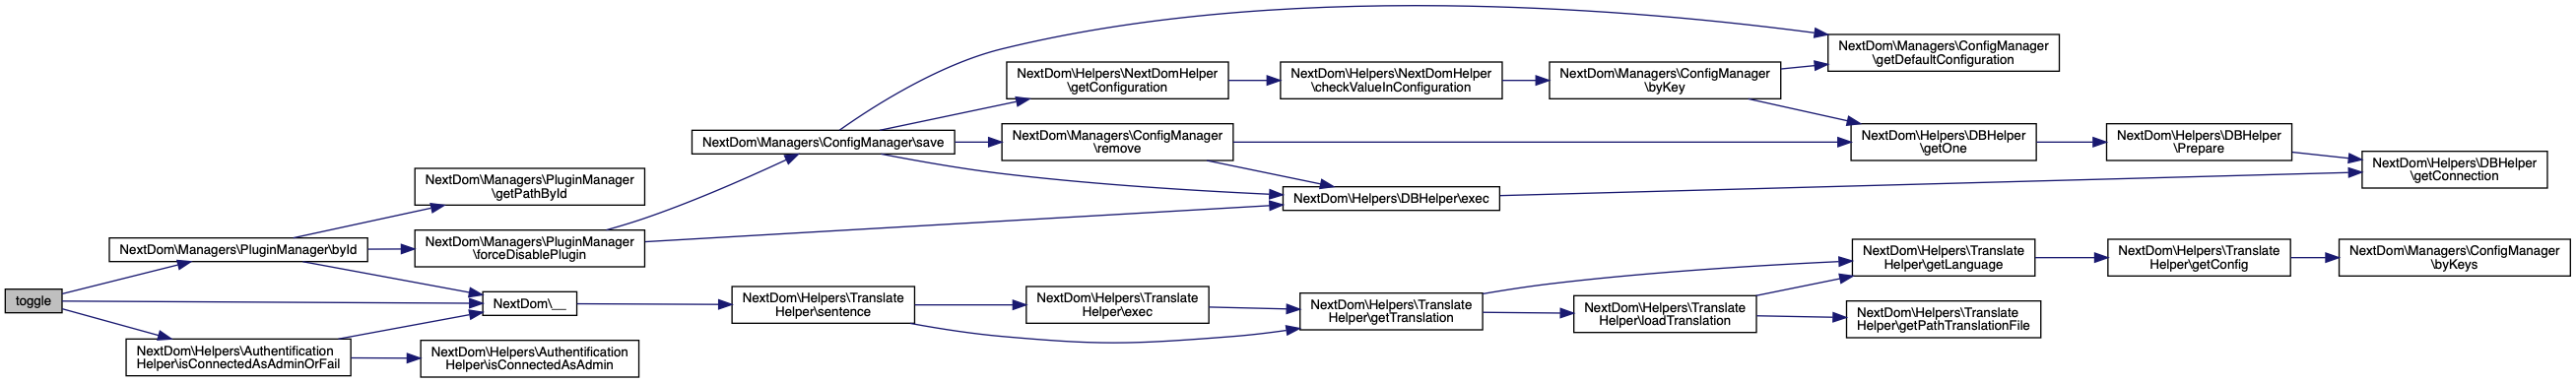 toggle
NextDom\Managers\PluginManager\byId
NextDom\Managers\PluginManager
\getPathById
NextDom\Managers\PluginManager
\forceDisablePlugin
NextDom\Managers\ConfigManager\save
NextDom\Managers\ConfigManager
\getDefaultConfiguration
NextDom\Helpers\NextDomHelper
\getConfiguration
NextDom\Helpers\NextDomHelper
\checkValueInConfiguration
NextDom\Managers\ConfigManager
\byKey
NextDom\Managers\ConfigManager
\remove
NextDom\Helpers\DBHelper
\getOne
NextDom\Helpers\DBHelper
\Prepare
NextDom\Helpers\DBHelper
\getConnection
NextDom\Helpers\DBHelper\exec
NextDom\__
NextDom\Helpers\Translate
Helper\sentence
NextDom\Helpers\Translate
Helper\exec
NextDom\Helpers\Translate
Helper\getTranslation
NextDom\Helpers\Translate
Helper\getLanguage
NextDom\Helpers\Translate
Helper\getConfig
NextDom\Managers\ConfigManager
\byKeys
NextDom\Helpers\Translate
Helper\loadTranslation
NextDom\Helpers\Translate
Helper\getPathTranslationFile
NextDom\Helpers\Authentification
Helper\isConnectedAsAdminOrFail
NextDom\Helpers\Authentification
Helper\isConnectedAsAdmin